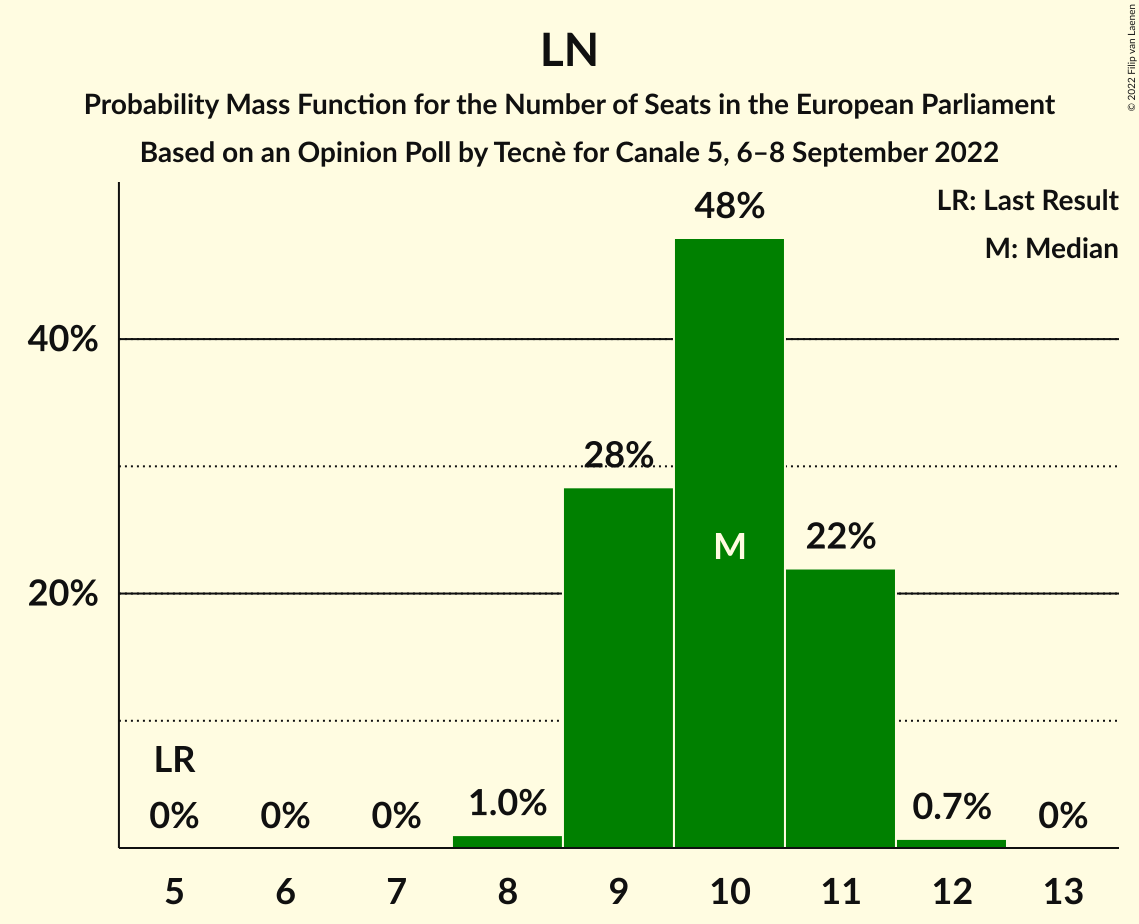 LN
Probability Mass Function for the Number of Seats in the European Parliament
Based on an Opinion Poll by Tecnè for Canale 5, 6–8 September 2022
© 2022 Filip van Laenen
LR: Last Result
M: Median
48%
40%
28%
M
22%
20%
LR
0%
0%
0%
1.0%
0.7%
0%
5 6 7 8 9 10 11 12 13